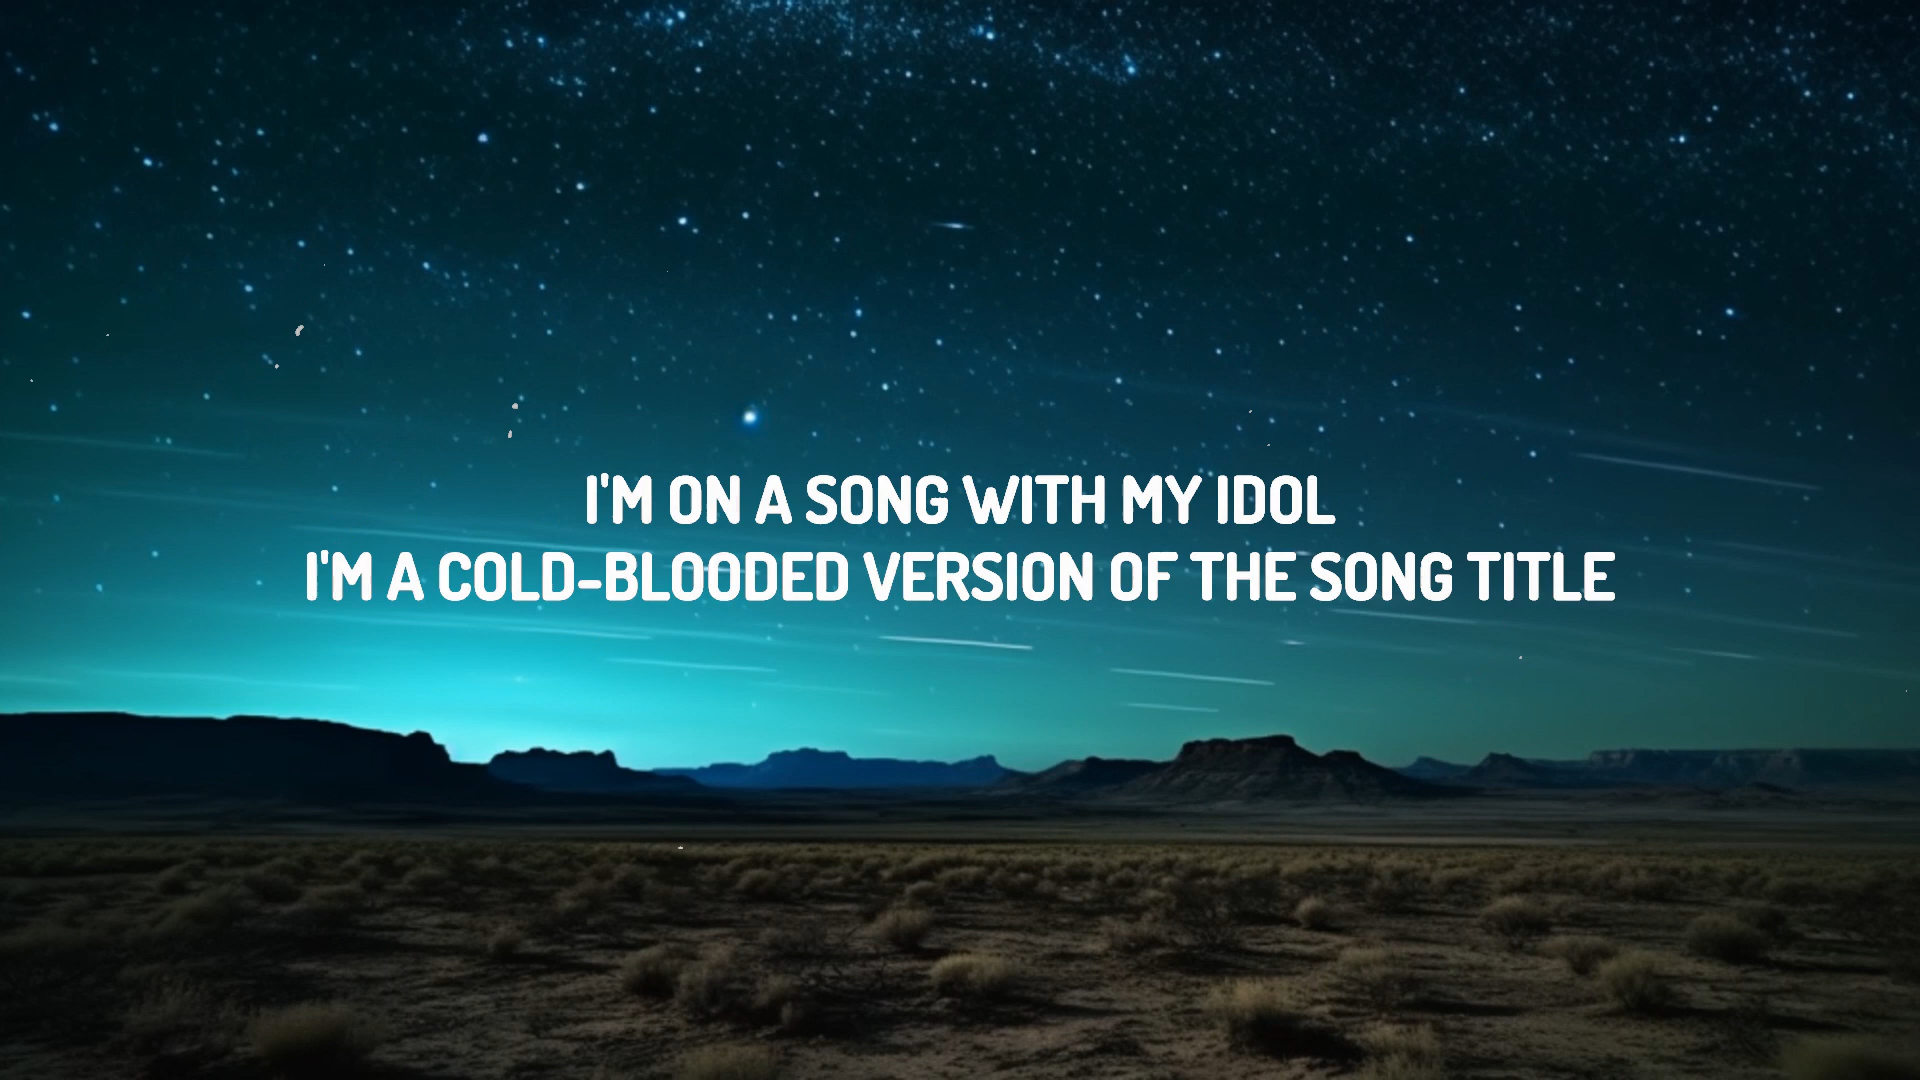 I'M ON A SONG WITH MY IDOL
I'M A COLD-BLOODED VERSION OF THE SONG TITLE